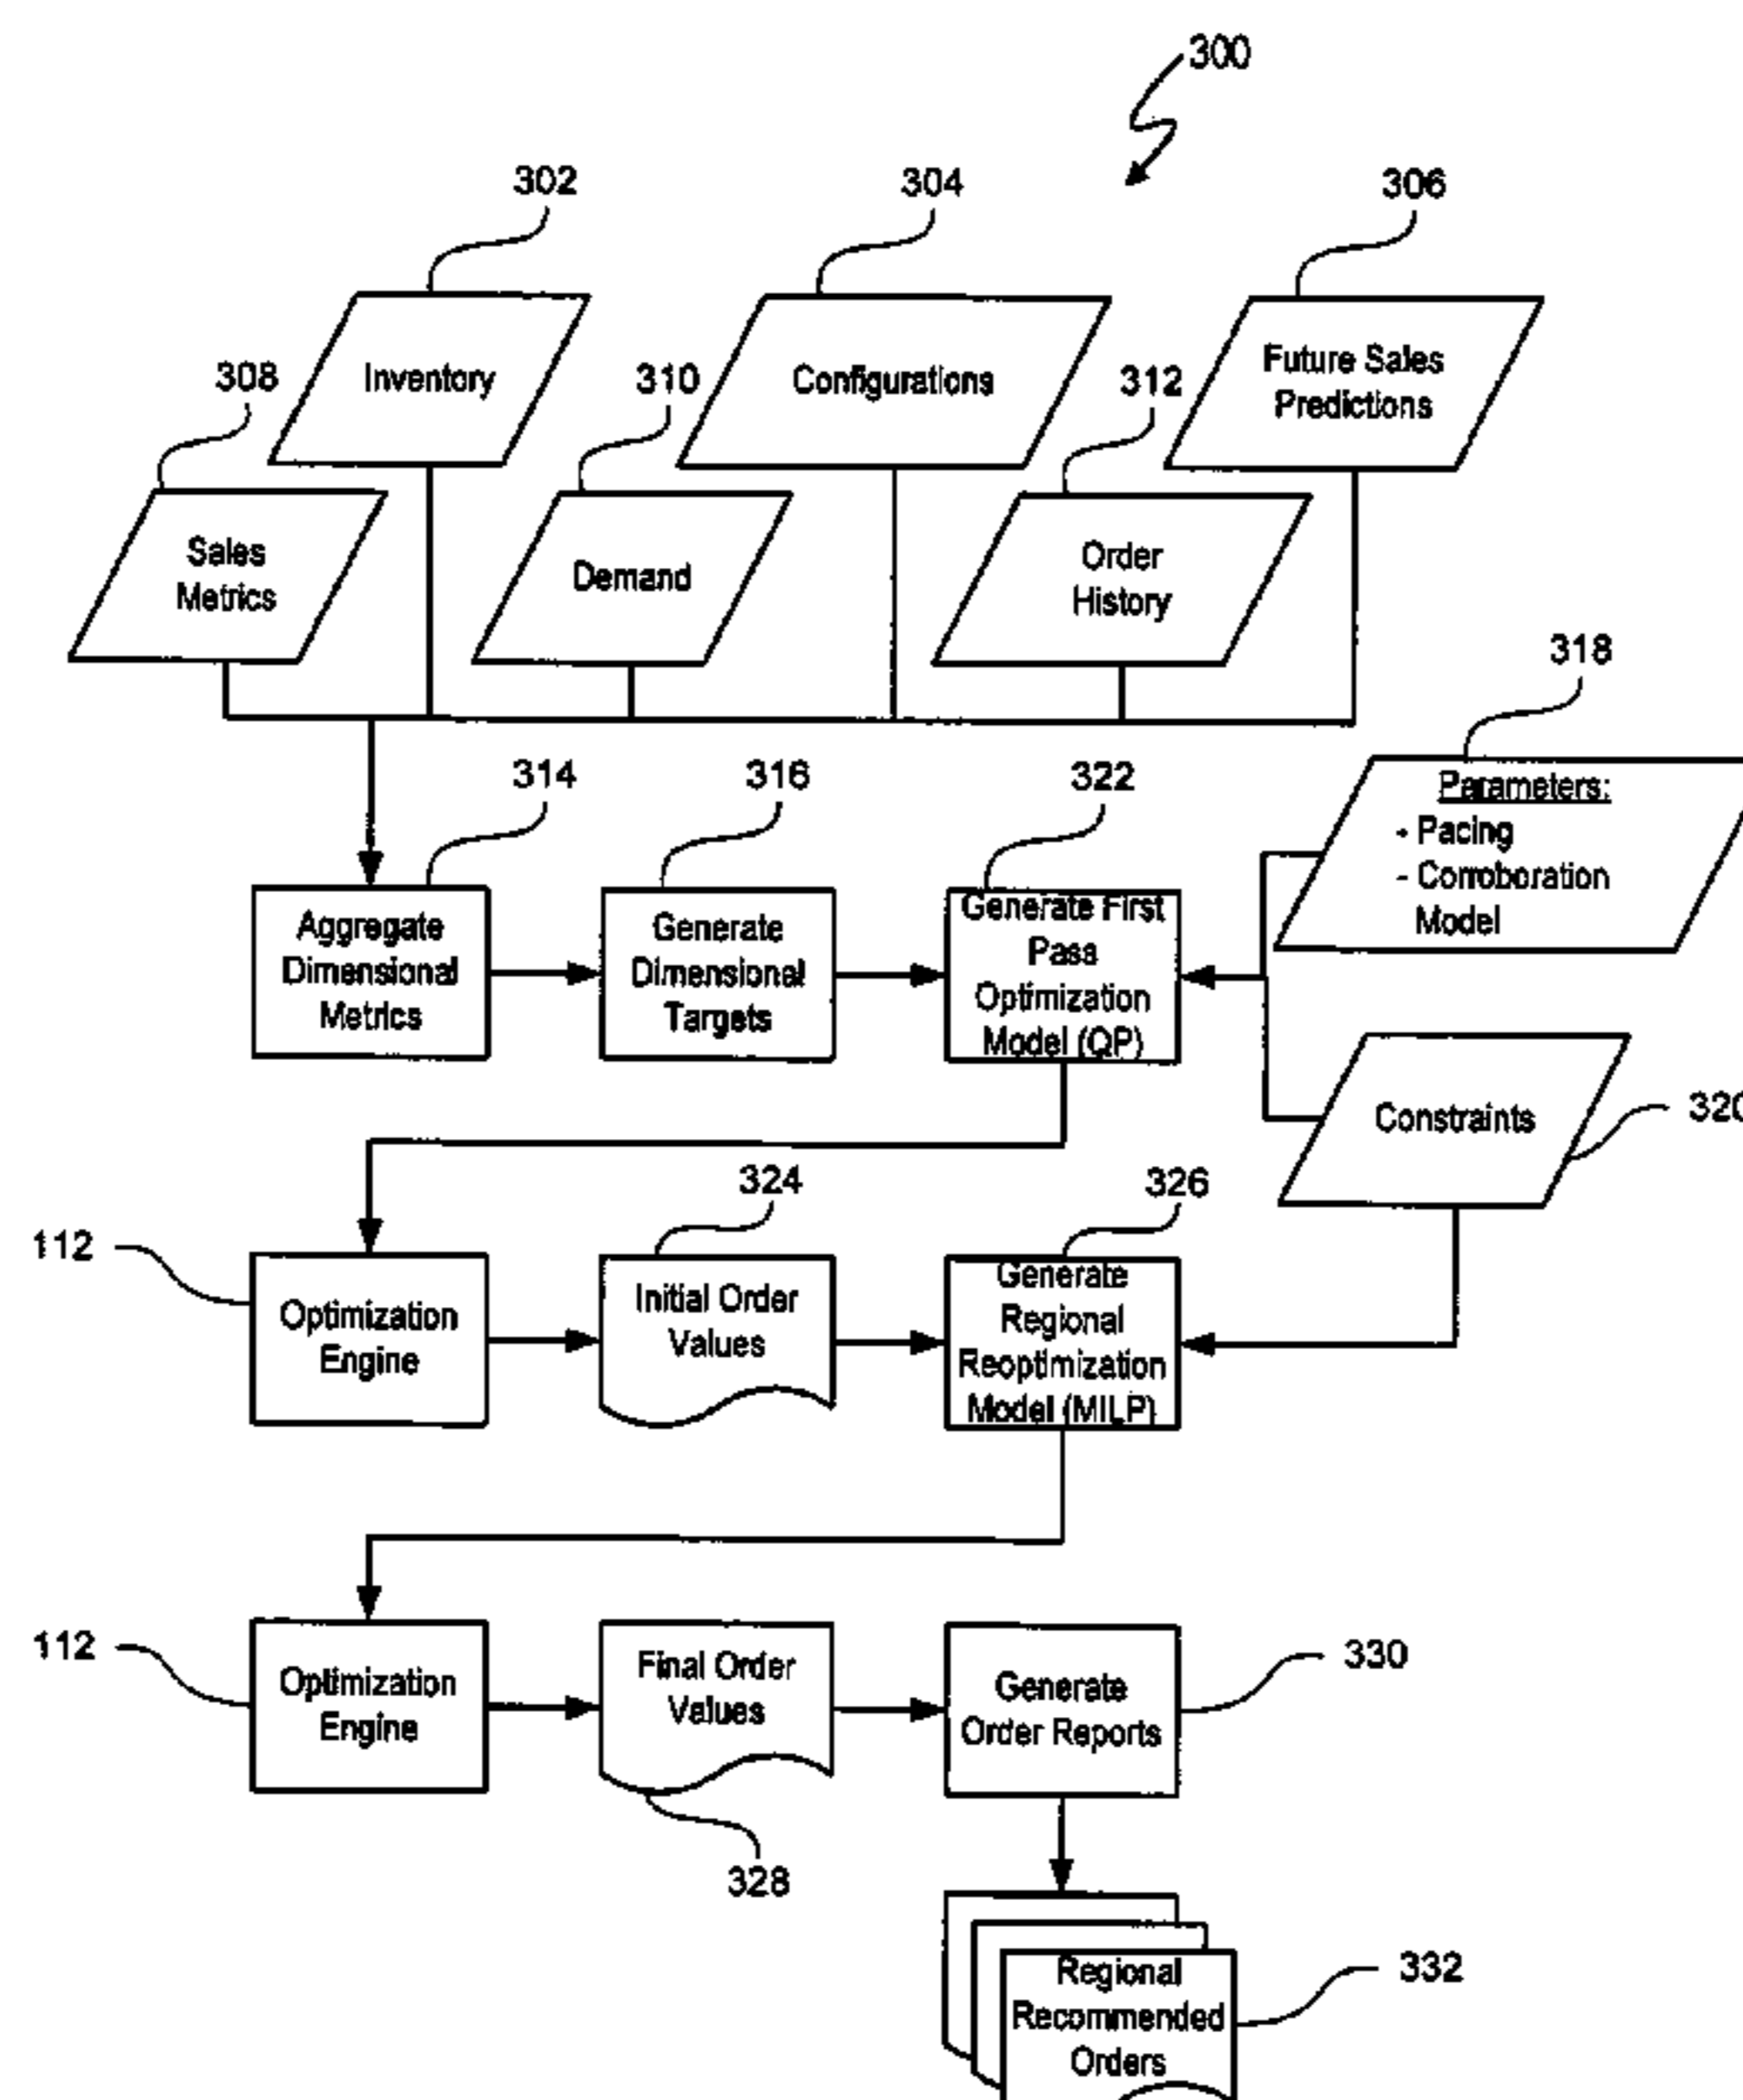 300
302
304
306
Inventory
Configurations
Future Sales
Predictions
308
310
312
Sales
Metrics
Demand
Order
History
318
Parameters:
- Pacing
- Corroboration
Model
314
316
322
Aggregate
Dimensional
Metrics
Generate
Dimensional
Targets
Generate First
Pass
Optimization
Model (QP)
Constraints
320
324
326
112
Optimization
Engine
Initial Order
Values
Generate
Regional
Reoptimization
Model (MILP)
112
Optimization
Engine
Final Order
Values
Generate
Order Reports
330
328
Regional
Recommended
Orders
332